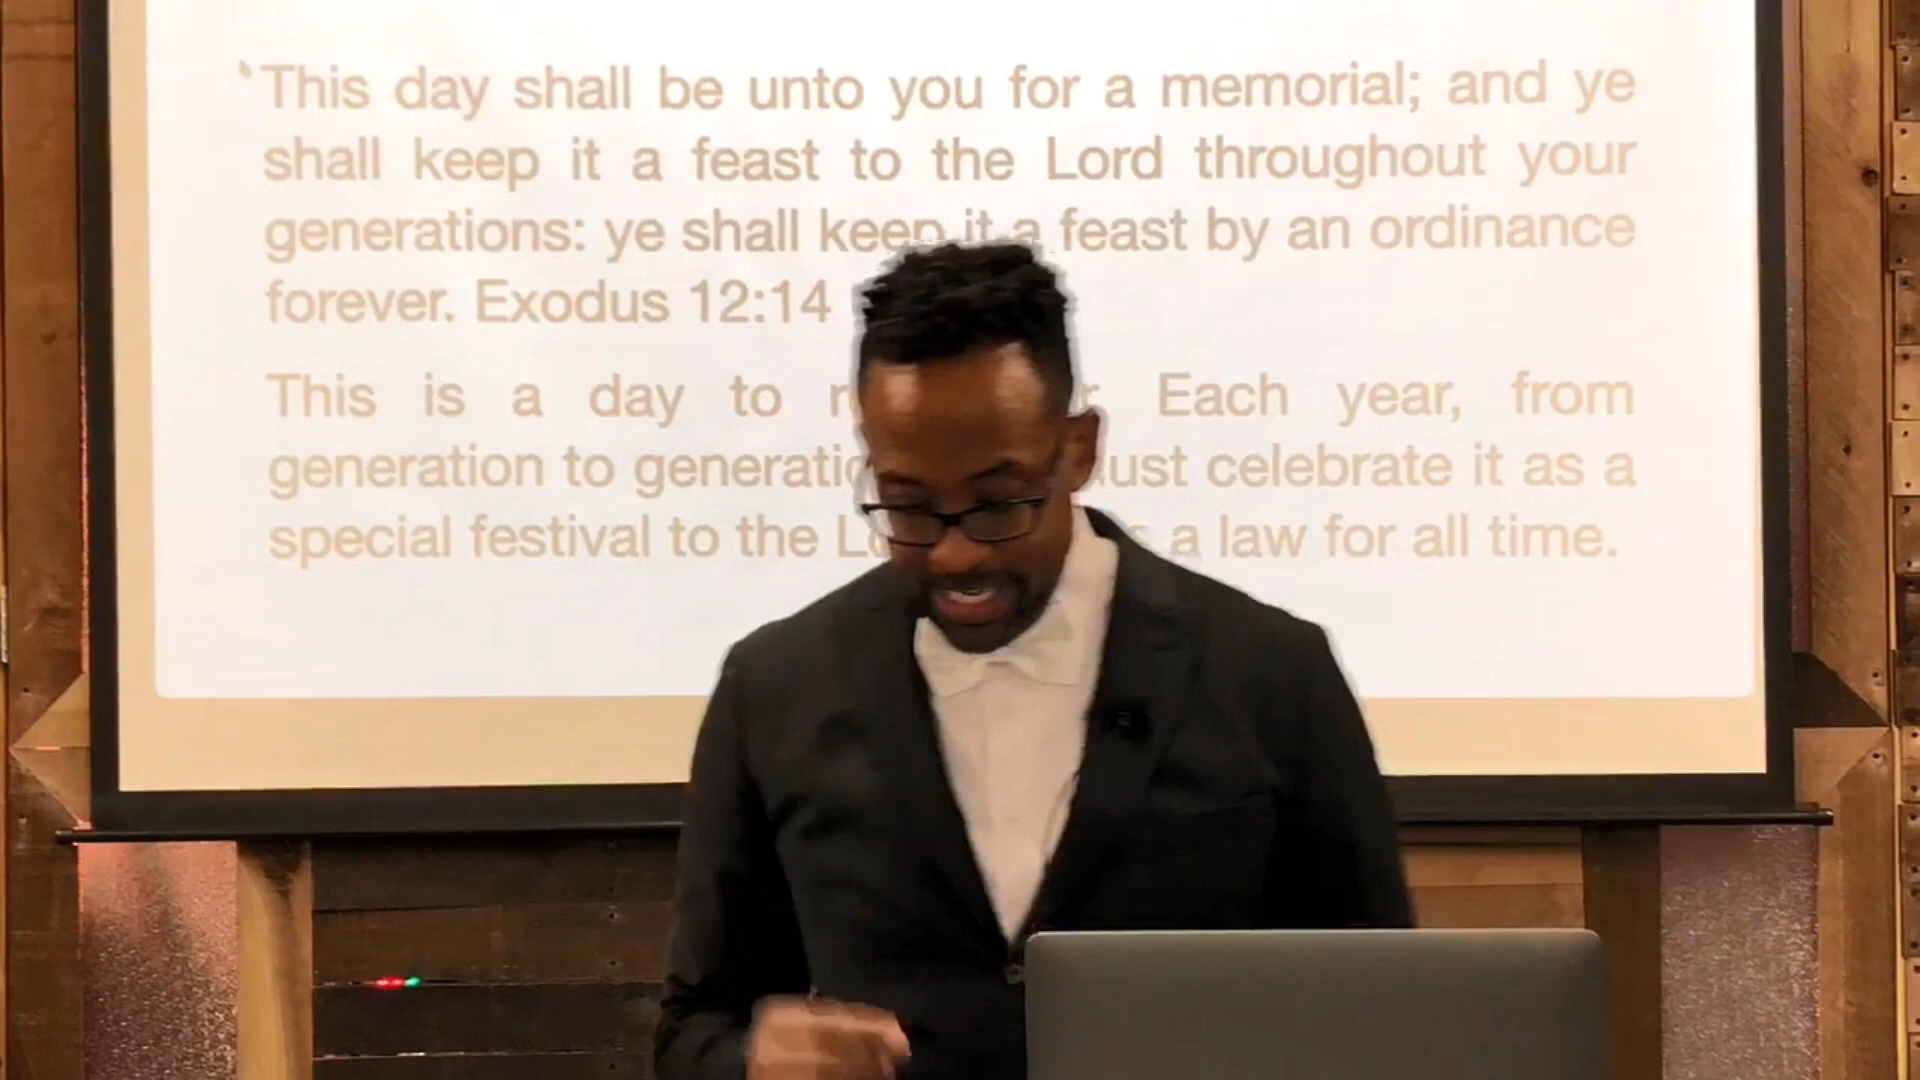 This day shall be unto you for a memorial; and ye
shall keep it a feast to the Lord throughout your
generations: ye shall keep it a feast by an ordinance
forever. Exodus 12:14
This is a day to Each year, from
generation to celebrate it as a
special festival to the a law for all time.